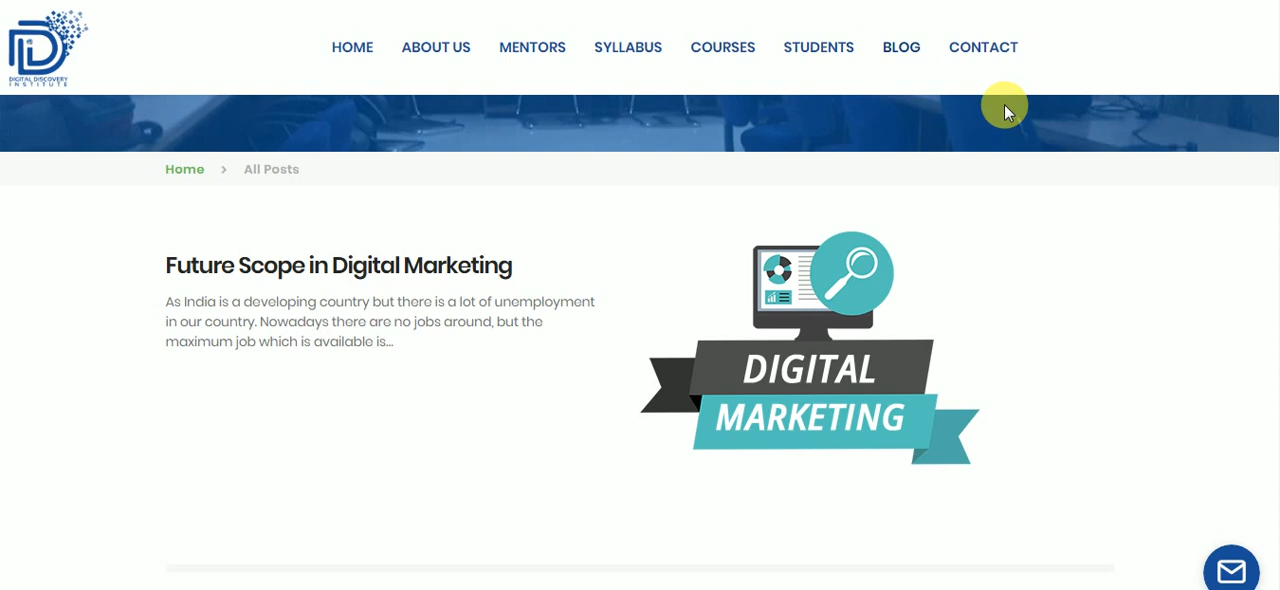 DIGITAL DISCOVERY
INSTITUTE
HOME ABOUT US MENTORS SYLLABUS COURSES STUDENTS BLOG CONTACT
Home > All Posts
Future Scope in Digital Marketing
As India is a developing country but there is a lot of unemployment
in our country. Nowadays there are no jobs around, but the
maximum job which is available is...
DIGITAL
MARKETING